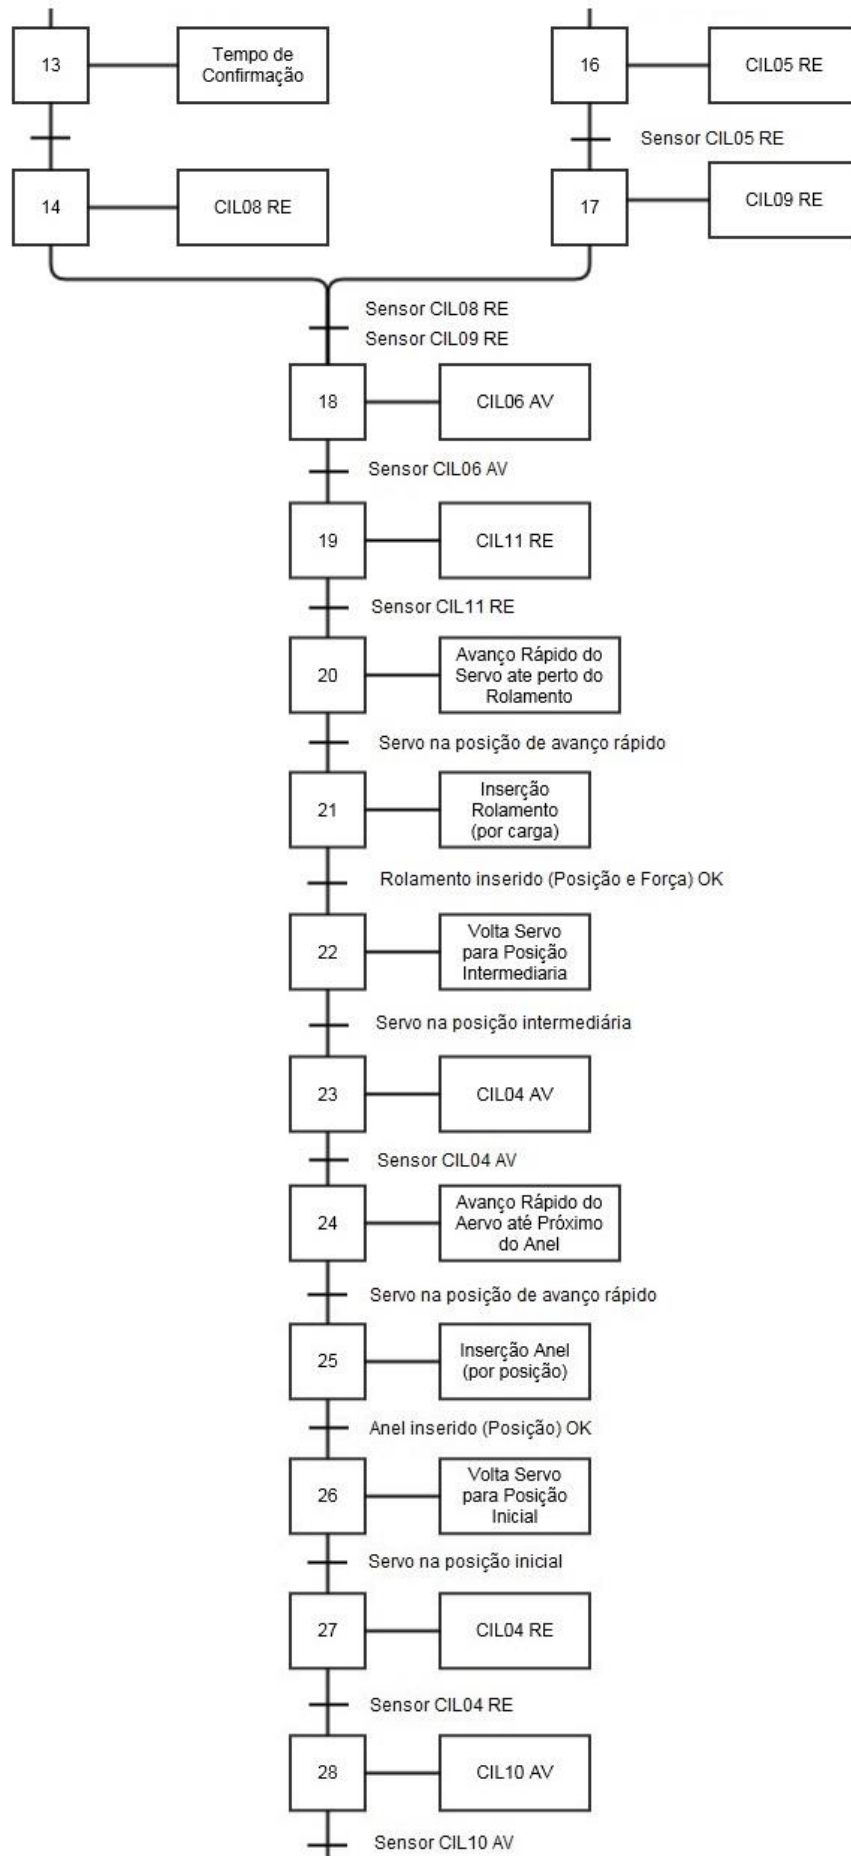 13
Tempo de
Confirmação
16
CIL05 RE
Sensor CIL05 RE
14
CIL08 RE
17
CIL09 RE
Sensor CIL08 RE
Sensor CIL09 RE
18
CIL06 AV
Sensor CIL06 AV
19
CIL11 RE
Sensor CIL11 RE
20
Avanço Rápido do
Servo ate perto do
Rolamento
Servo na posição de avanço rápido
21
Inserção
Rolamento
(por carga)
Rolamento inserido (Posição e Força) OK
22
Volta Servo
para Posição
Intermediaria
Servo na posição intermediária
23
CIL04 AV
Sensor CIL04 AV
24
Avanço Rápido do
Aervo até Próximo
do Anel
Servo na posição de avanço rápido
25
Inserção Anel
(por posição)
Anel inserido (Posição) OK
26
Volta Servo
para Posição
Inicial
Servo na posição inicial
27
CIL04 RE
Sensor CIL04 RE
28
CIL10 AV
Sensor CIL10 AV